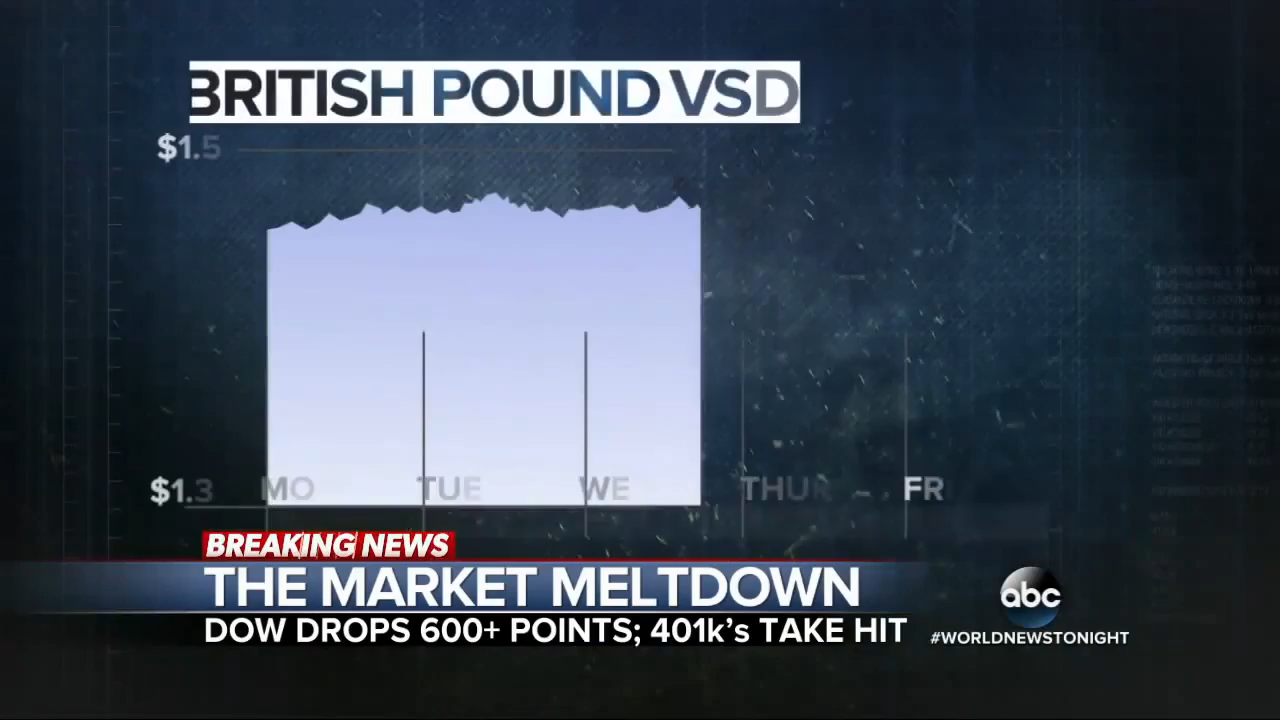 BRITISH POUND VSD
$1.5
$1.3 MO TUE WE THUR FR
BREAKING NEWS
THE MARKET MELTDOWN
DOW DROPS 600+ POINTS; 401k's TAKE HIT
abc
#WORLDNEWSTONIGHT